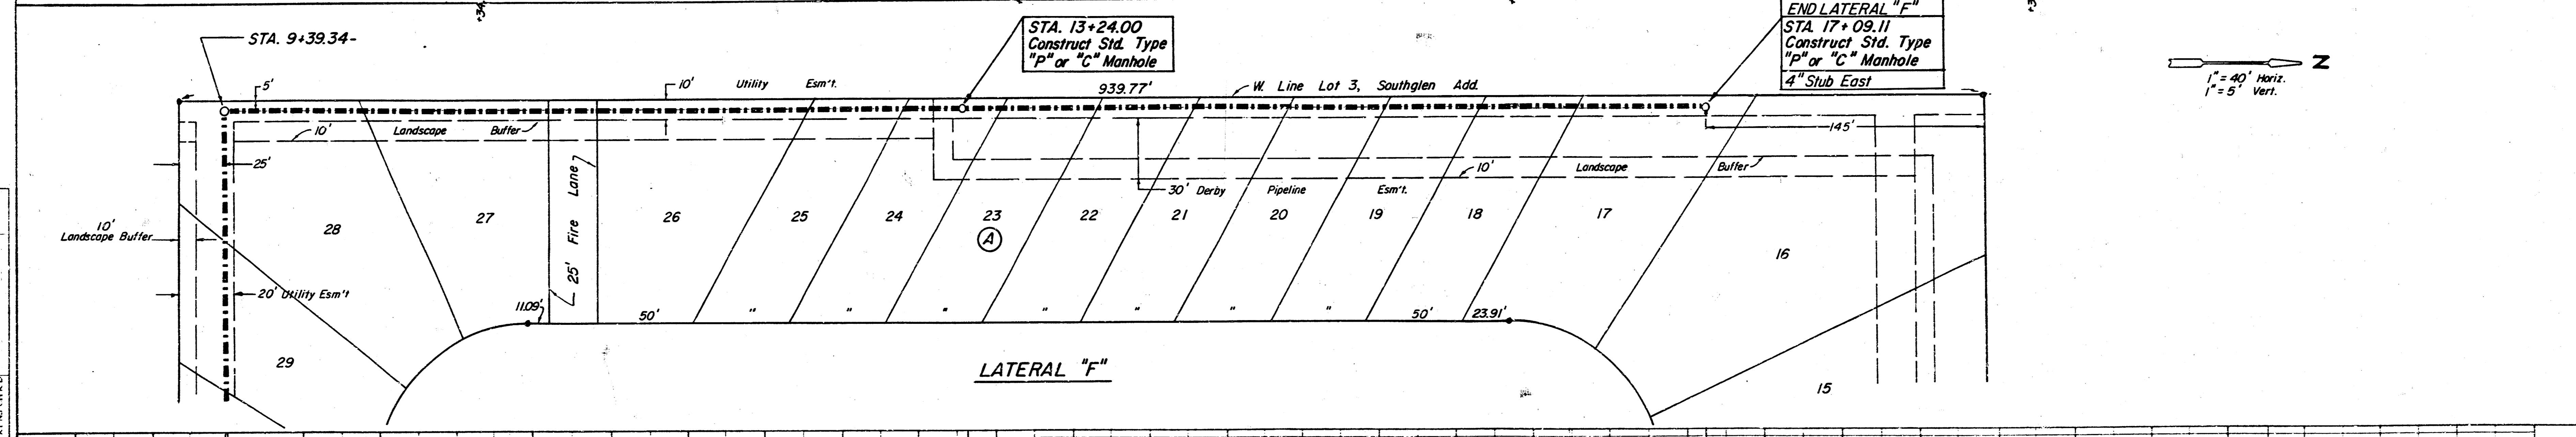 END LATERAL "F"
STA. 9+39.34-
STA. 13+24.00
Construct Std. Type
"P" or "C" Manhole
STA. 17+09.11
Construct Std. Type
"P" or "C" Manhole
4" Stub East
N
1" = 40' Horiz.
1" = 5' Vert.
5'
10' Utility Esm't.
939.77'
W. Line Lot 3, Southglen Add.
10' Landscape Buffer
145'
25'
10' Landscape Buffer
30' Derby Pipeline Esm't.
25' Fire Lane
10'
Landscape Buffer
28
27
26
25
24
23
22
21
20
19
18
17
16
A
20' Utility Esm't
11.09'
50'
"
"
"
"
"
"
"
50'
23.91'
29
LATERAL "F"
15